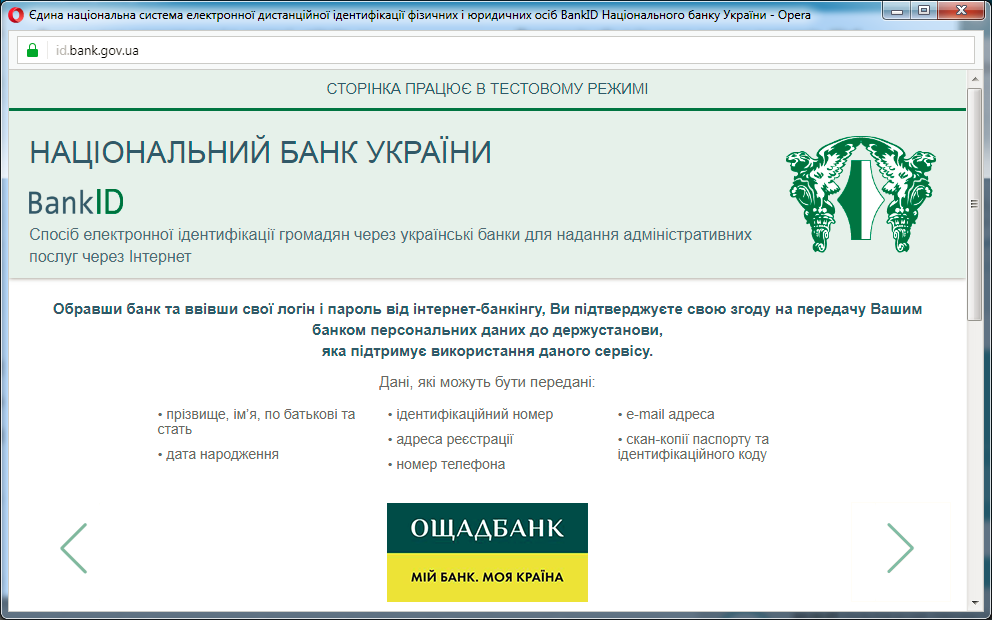 Єдина національна система електронної дистанційної ідентифікації фізичних і юридичних осіб BankID Національного банку України - Opera
id.bank.gov.ua
СТОРІНКА ПРАЦЮЄ В ТЕСТОВОМУ РЕЖИМІ
НАЦІОНАЛЬНИЙ БАНК УКРАЇНИ
BankID
Спосіб електронної ідентифікації громадян через українські банки для надання адміністративних
послуг через Інтернет
Обравши банк та ввівши свої логін і пароль від інтернет-банкінгу, Ви підтверджуєте свою згоду на передачу Вашим
банком персональних даних до держустанови,
яка підтримує використання даного сервісу.
Дані, які можуть бути передані:
• прізвище, ім'я, по батькові та
стать
• дата народження
• ідентифікаційний номер
• адреса реєстрації
• номер телефона
• e-mail адреса
• скан-копії паспорту та
ідентифікаційного коду
ОЩАДБАНК
МІЙ БАНК. МОЯ КРАЇНА